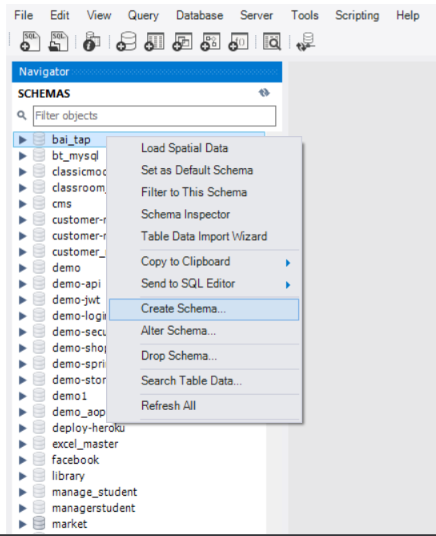 File Edit View Query Database Server Tools Scripting Help
SQL SQL
Navigator
SCHEMAS
Filter objects
bai_tap
bt_mysql
classicmod
classroom_
cms
customer-r
customer-r
customer_
demo
demo-api
demo-jwt
demo-login
demo-secu
demo-shop
demo-spri
demo-stor
demo1
demo_aop
deploy-heroku
excel_master
facebook
library
manage_student
managerstudent
market
Load Spatial Data
Set as Default Schema
Filter to This Schema
Schema Inspector
Table Data Import Wizard
Copy to Clipboard
Send to SQL Editor
Create Schema...
Alter Schema...
Drop Schema...
Search Table Data...
Refresh All